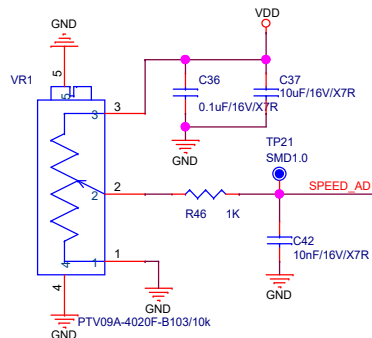 GND
VDD
VR1
5
5
3
3
C36
0.1uF/16V/X7R
C37
10uF/16V/X7R
GND
TP21
SMD1.0
2
2
SPEED_AD
R46 1K
C42
10nF/16V/X7R
4
1
1
4
GND
GND
GND
PTV09A-4020F-B103/10k